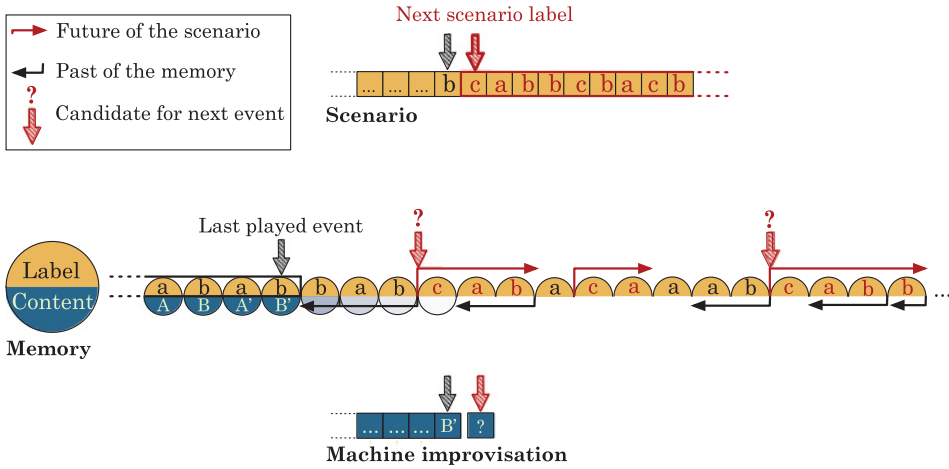 Next scenario label
Future of the scenario
Past of the memory
?
Candidate for next event
... ... ... b c a b b c b a c b
Scenario
Last played event
? ?
Label
Content
a b a b b a b c a b a c a a a b c a b b ...
A B A' B'
Memory
... ... ... B' ?
Machine improvisation